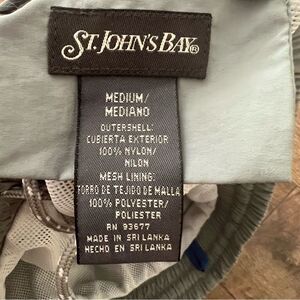 ST. JOHN'S BAY®
MEDIUM/
MEDIANO
OUTERSHELL:
CUBIERTA EXTERIOR
100% NYLON/
NILON
MESH LINING:
FORRO DE TEJIDO DE MALLA
100% POLYESTER/
POLIESTER
RN 93677
MADE IN SRI LANKA
HECHO EN SRI LANKA